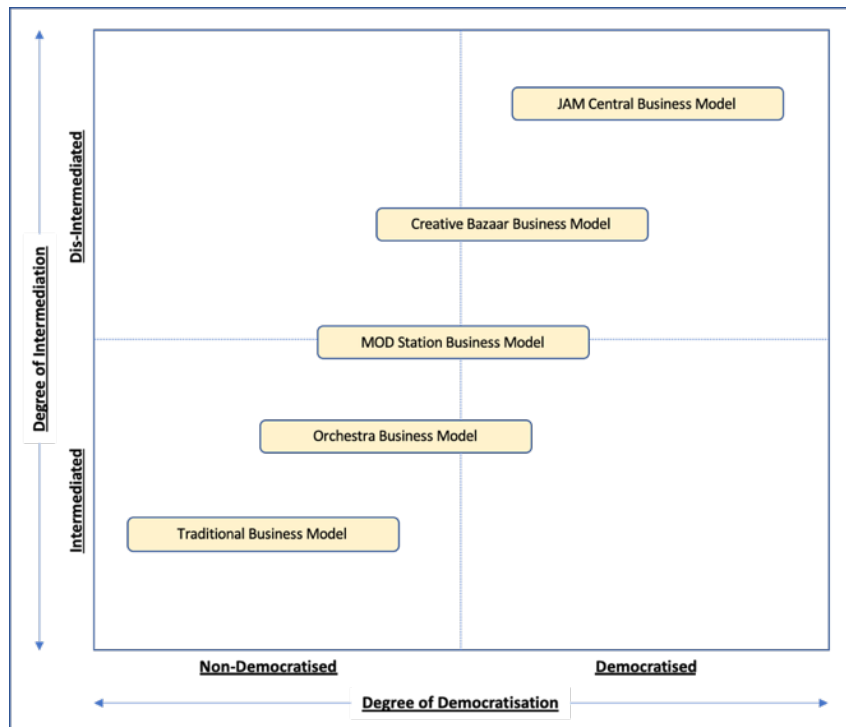 JAM Central Business Model
Creative Bazaar Business Model
MOD Station Business Model
Orchestra Business Model
Traditional Business Model
Degree of Intermediation
Dis-Intermediated
Intermediated
Non-Democratised
Democratised
Degree of Democratisation